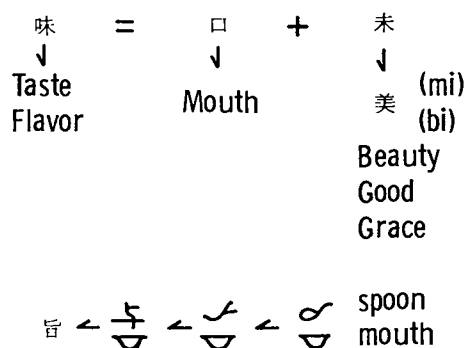 味 = 口 + 未
Taste
Flavor
Mouth
美 (mi)
(bi)
Beauty
Good
Grace
旨 spoon
mouth